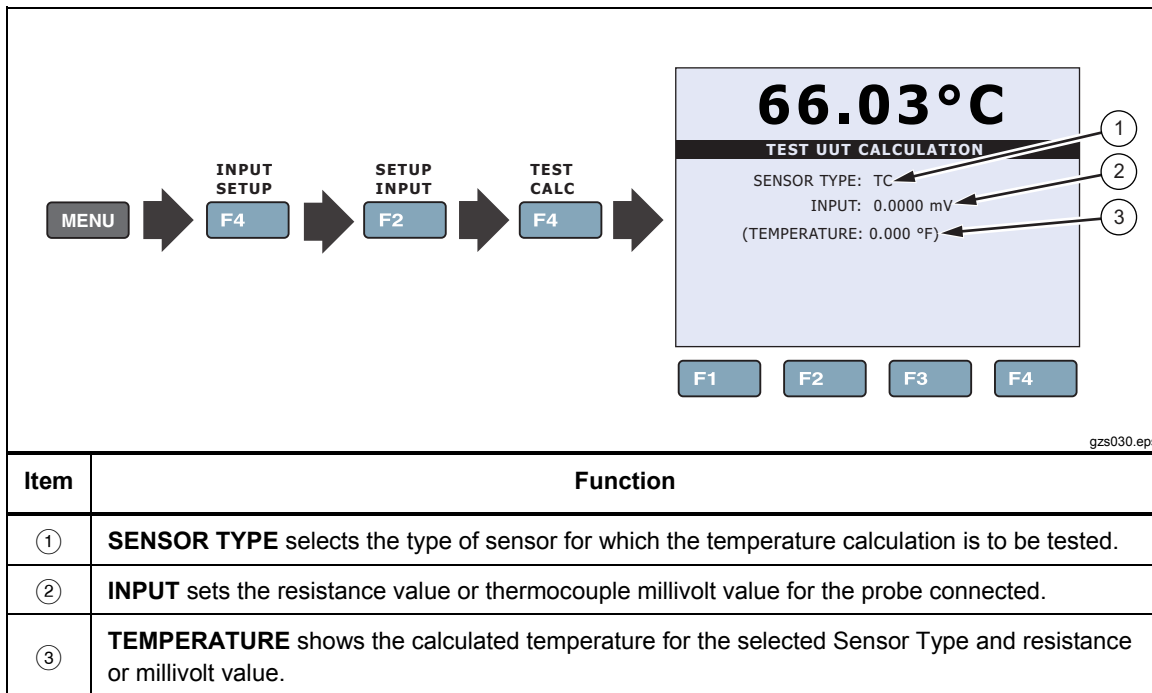 66.03°C
TEST UUT CALCULATION
SENSOR TYPE: TC
INPUT: 0.0000 mV
(TEMPERATURE: 0.000 °F)
1
2
3
INPUT
SETUP
SETUP
INPUT
TEST
CALC
MENU
F4
F2
F4
F1
F2
F3
F4
gzs030.eps
Item
Function
1
SENSOR TYPE selects the type of sensor for which the temperature calculation is to be tested.
2
INPUT sets the resistance value or thermocouple millivolt value for the probe connected.
3
TEMPERATURE shows the calculated temperature for the selected Sensor Type and resistance
or millivolt value.